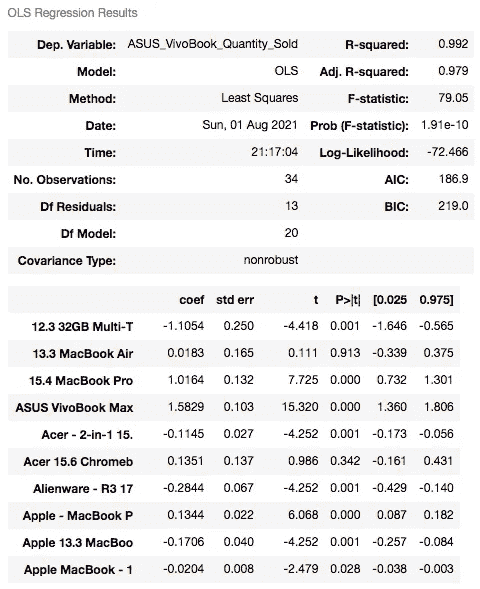 OLS Regression Results
Dep. Variable: ASUS_VivoBook_Quantity_Sold R-squared: 0.992
Model: OLS Adj. R-squared: 0.979
Method: Least Squares F-statistic: 79.05
Date: Sun, 01 Aug 2021 Prob (F-statistic): 1.91e-10
Time: 21:17:04 Log-Likelihood: -72.466
No. Observations: 34 AIC: 186.9
Df Residuals: 13 BIC: 219.0
Df Model: 20
Covariance Type: nonrobust
coef std err t P>|t| [0.025 0.975]
12.3 32GB Multi-T -1.1054 0.250 -4.418 0.001 -1.646 -0.565
13.3 MacBook Air 0.0183 0.165 0.111 0.913 -0.339 0.375
15.4 MacBook Pro 1.0164 0.132 7.725 0.000 0.732 1.301
ASUS VivoBook Max 1.5829 0.103 15.320 0.000 1.360 1.806
Acer - 2-in-1 15. -0.1145 0.027 -4.252 0.001 -0.173 -0.056
Acer 15.6 Chromeb 0.1351 0.137 0.986 0.342 -0.161 0.431
Alienware - R3 17 -0.2844 0.067 -4.252 0.001 -0.429 -0.140
Apple - MacBook P 0.1344 0.022 6.068 0.000 0.087 0.182
Apple 13.3 MacBoo -0.1706 0.040 -4.252 0.001 -0.257 -0.084
Apple MacBook - 1 -0.0204 0.008 -2.479 0.028 -0.038 -0.003